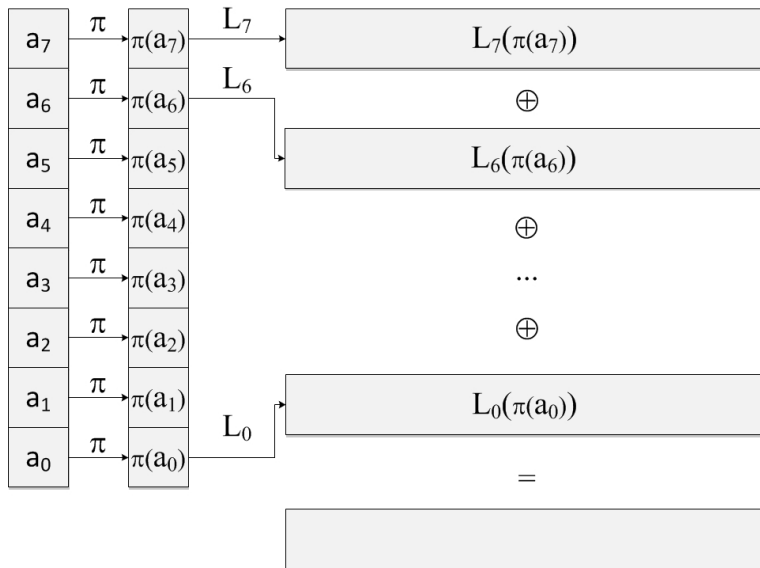 a₇ π π(a₇) L₇ L₇(π(a₇))
a₆ π π(a₆) L₆ ⊕
a₅ π π(a₅) L₆(π(a₆))
a₄ π π(a₄) ⊕
a₃ π π(a₃) ...
a₂ π π(a₂) ⊕
a₁ π π(a₁) L₀(π(a₀))
a₀ π π(a₀) L₀ =